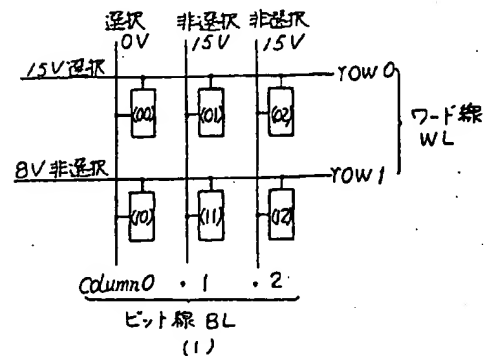 選択 非選択 非選択
0V 15V 15V
15V選択 row 0
(00) (01) (02)
ワード線
WL
8V非選択 row 1
(10) (11) (12)
column0 ・1 ・2
ビット線 BL
(1)